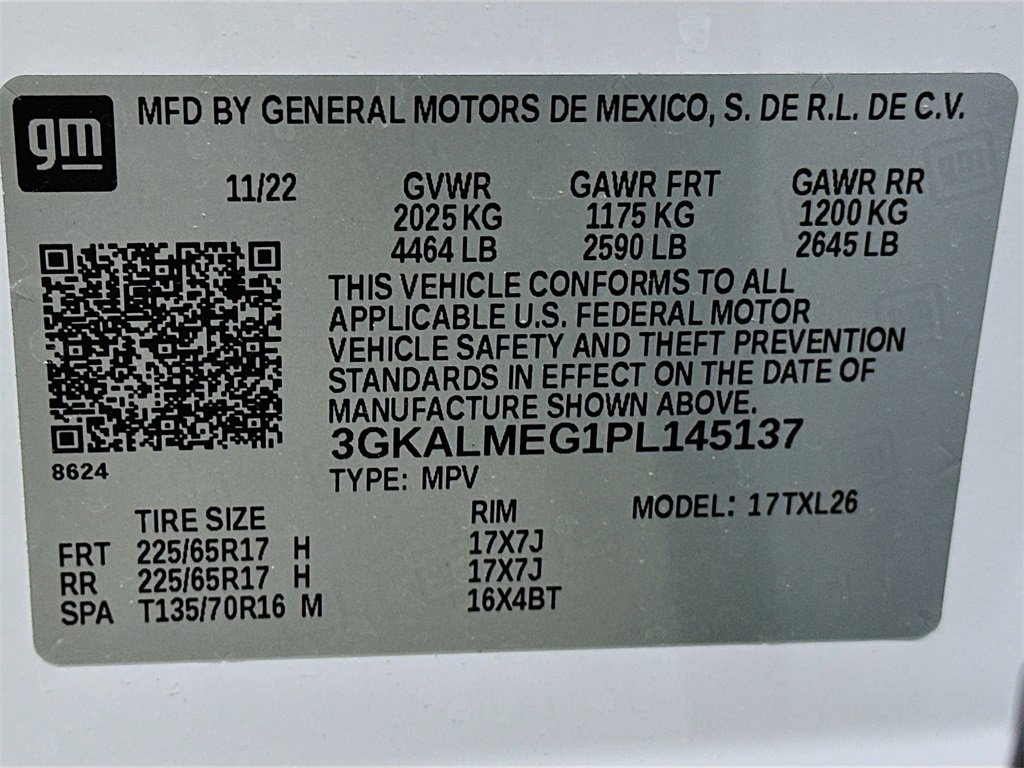 gm
MFD BY GENERAL MOTORS DE MEXICO, S. DE R.L. DE C.V.
11/22 GVWR GAWR FRT GAWR RR
2025 KG 1175 KG 1200 KG
4464 LB 2590 LB 2645 LB
THIS VEHICLE CONFORMS TO ALL
APPLICABLE U.S. FEDERAL MOTOR
VEHICLE SAFETY AND THEFT PREVENTION
STANDARDS IN EFFECT ON THE DATE OF
MANUFACTURE SHOWN ABOVE.
3GKALMEG1PL145137
8624
TYPE: MPV
TIRE SIZE RIM MODEL: 17TXL26
FRT 225/65R17 H 17X7J
RR 225/65R17 H 17X7J
SPA T135/70R16 M 16X4BT